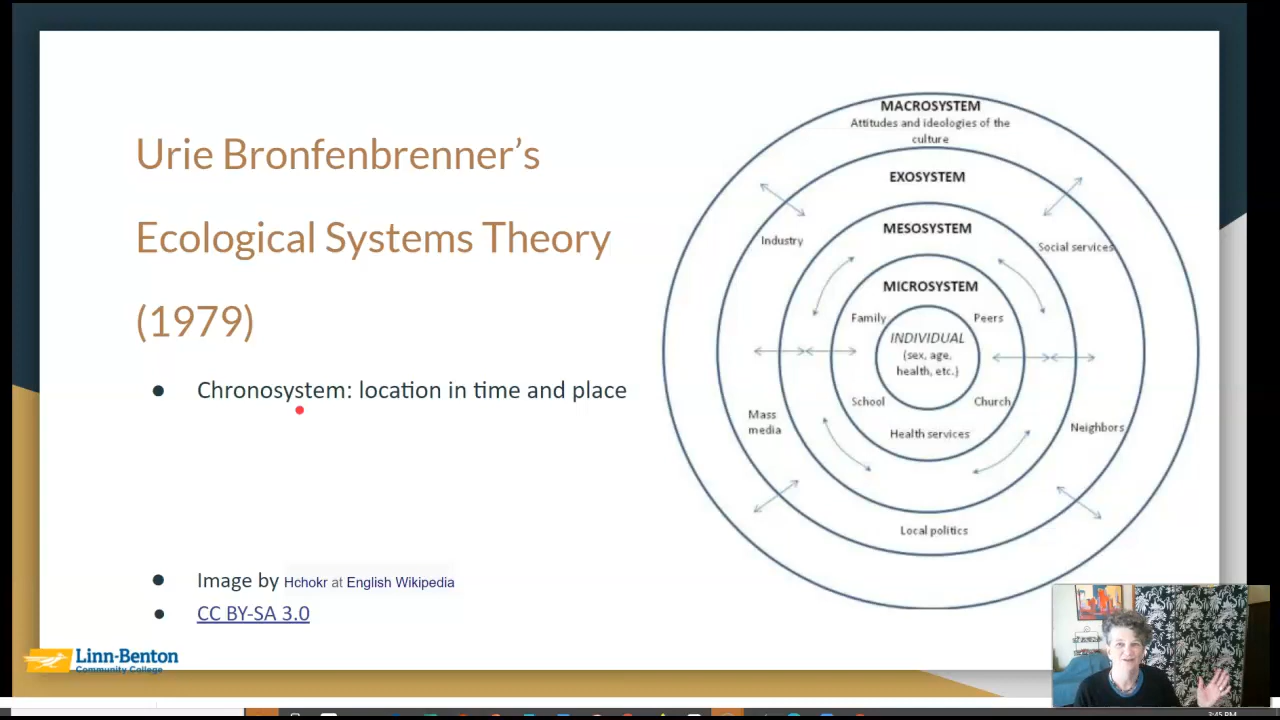 Urie Bronfenbrenner’s
Ecological Systems Theory
(1979)
● Chronosystem: location in time and place
● Image by Hchokr at English Wikipedia
● CC BY-SA 3.0
Linn-Benton
Community College
MACROSYSTEM
Attitudes and ideologies of the
culture
EXOSYSTEM
MESOSYSTEM
Industry
Social services
MICROSYSTEM
Family
Peers
INDIVIDUAL
(sex, age,
health, etc.)
School
Church
Health services
Mass
media
Neighbors
Local politics